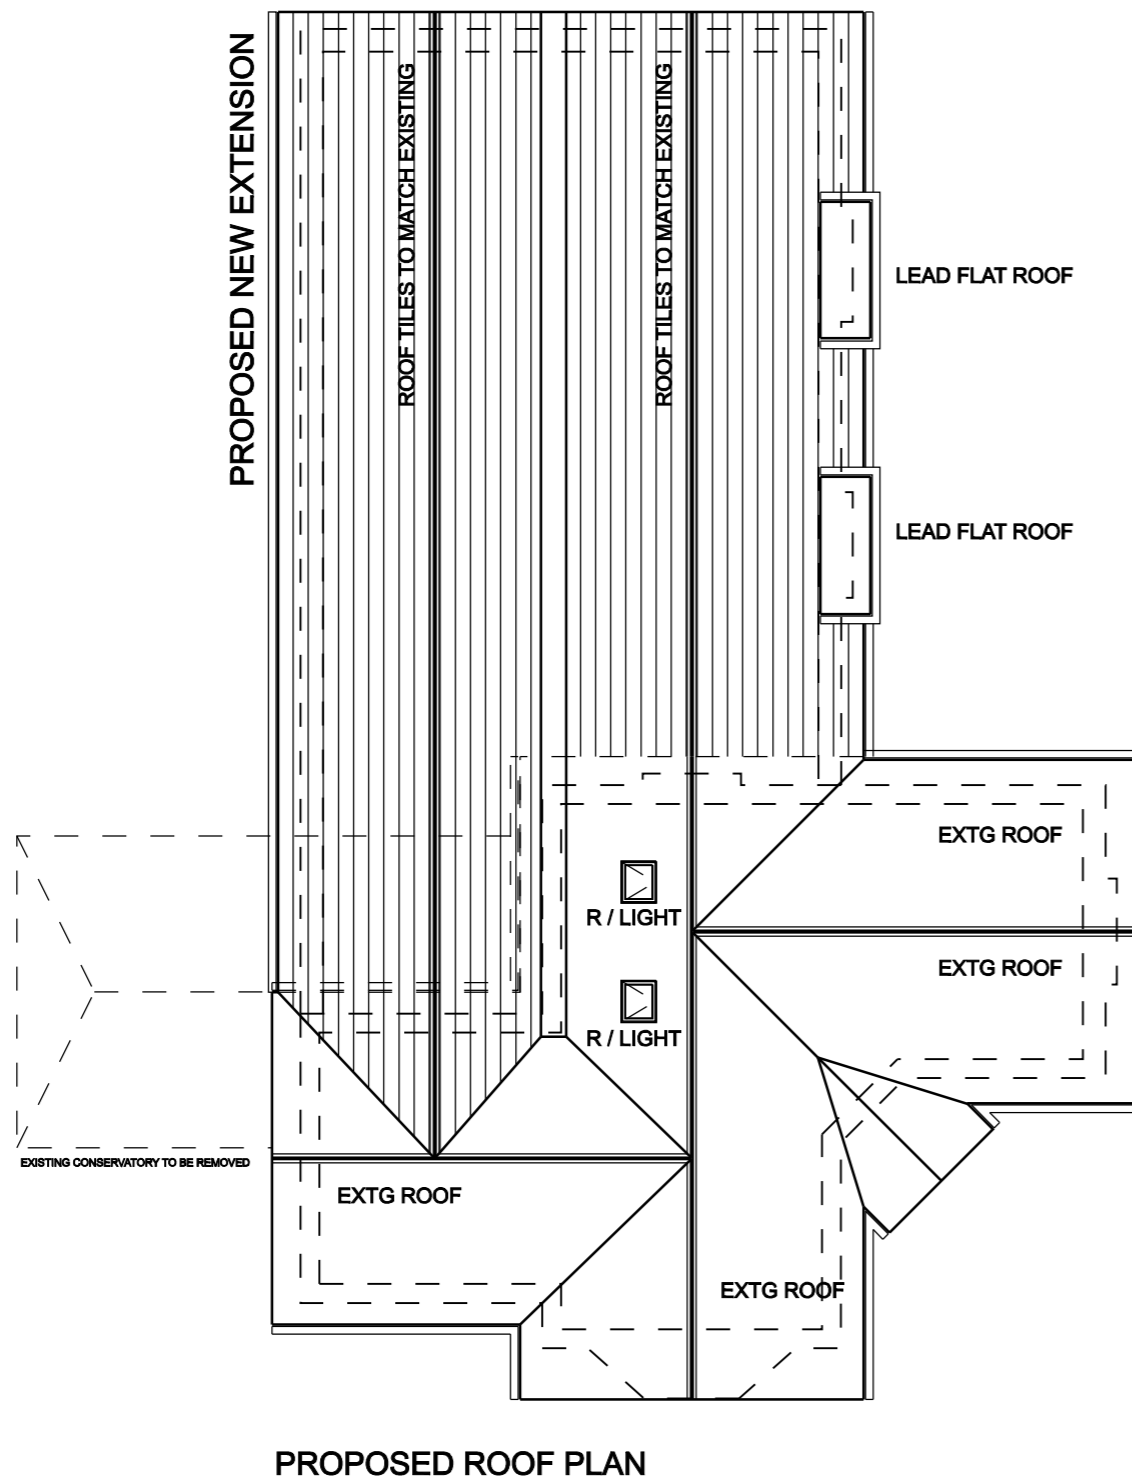 PROPOSED NEW EXTENSION
ROOF TILES TO MATCH EXISTING
ROOF TILES TO MATCH EXISTING
LEAD FLAT ROOF
LEAD FLAT ROOF
EXTG ROOF
R / LIGHT
EXTG ROOF
R / LIGHT
EXISTING CONSERVATORY TO BE REMOVED
EXTG ROOF
EXTG ROOF
PROPOSED ROOF PLAN